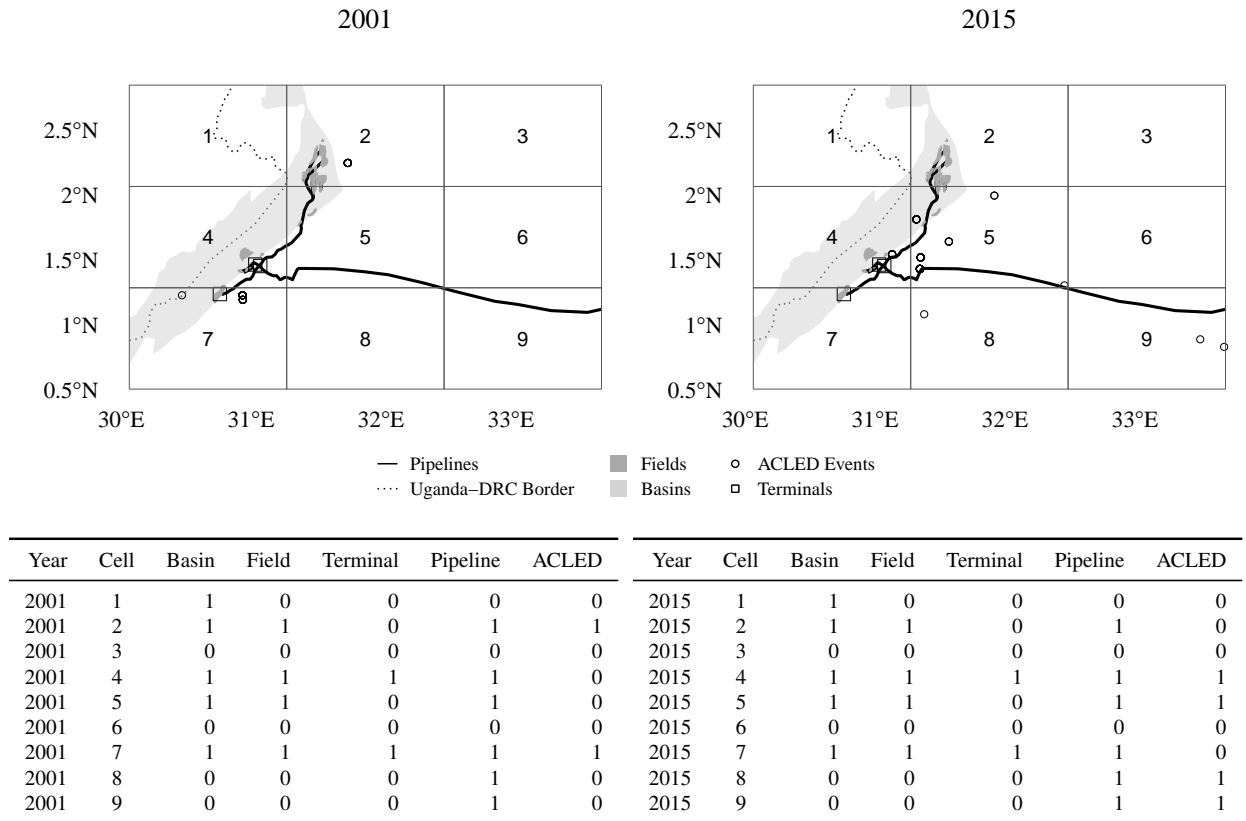 2001 2015
2.5°N 1 2 3 1 2 3
2°N
4 5 6 4 5 6
1.5°N
1°N
7 8 9 7 8 9
0.5°N
30°E 31°E 32°E 33°E 30°E 31°E 32°E 33°E
Pipelines Fields ACLED Events
Uganda−DRC Border Basins Terminals
Year Cell Basin Field Terminal Pipeline ACLED Year Cell Basin Field Terminal Pipeline ACLED
2001 1 1 0 0 0 0 2015 1 1 0 0 0 0
2001 2 1 1 0 1 1 2015 2 1 1 0 1 0
2001 3 0 0 0 0 0 2015 3 0 0 0 0 0
2001 4 1 1 1 1 0 2015 4 1 1 1 1 1
2001 5 1 1 0 1 0 2015 5 1 1 0 1 1
2001 6 0 0 0 0 0 2015 6 0 0 0 0 0
2001 7 1 1 1 1 1 2015 7 1 1 1 1 0
2001 8 0 0 0 1 0 2015 8 0 0 0 1 1
2001 9 0 0 0 1 0 2015 9 0 0 0 1 1